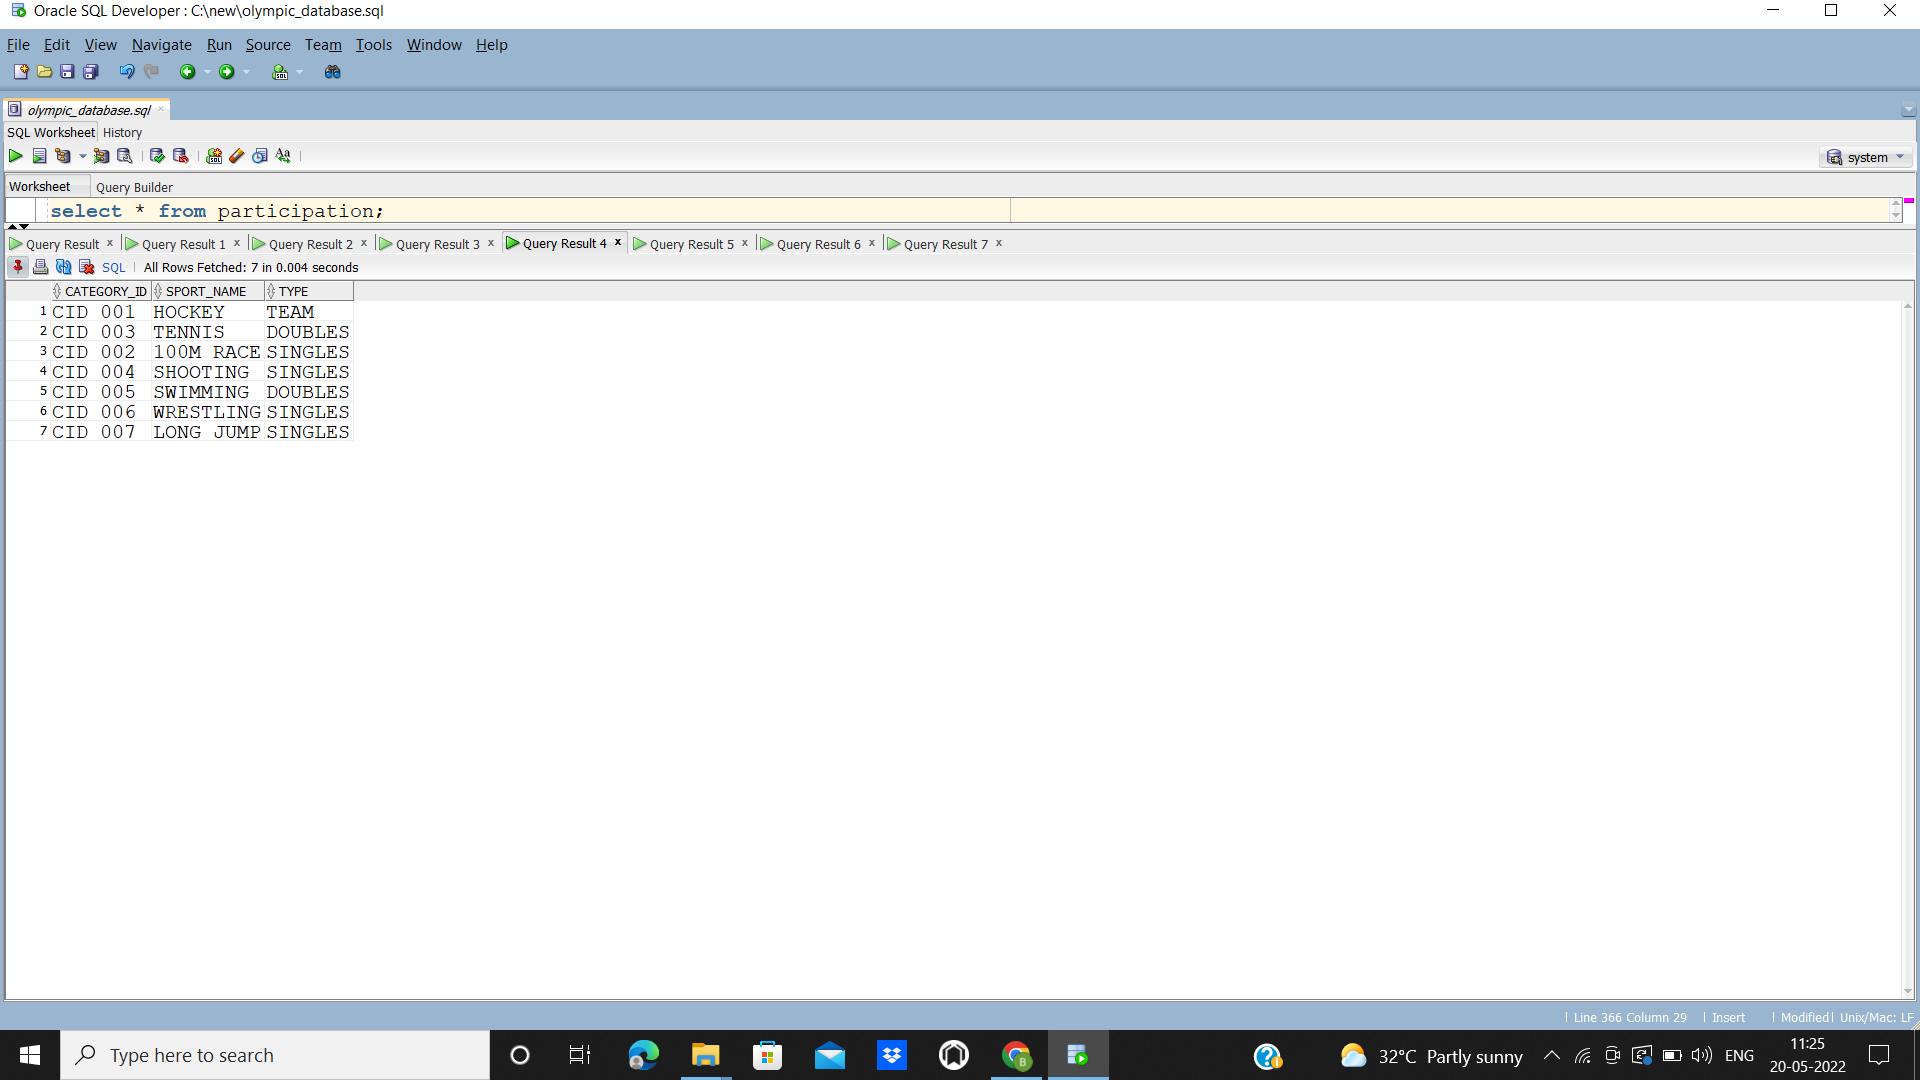 Oracle SQL Developer : C:\new\olympic_database.sql
File Edit View Navigate Run Source Team Tools Window Help
olympic_database.sql
SQL Worksheet History
system
Worksheet Query Builder
select * from participation;
Query Result x Query Result 1 x Query Result 2 x Query Result 3 x Query Result 4 x Query Result 5 x Query Result 6 x Query Result 7 x
SQL All Rows Fetched: 7 in 0.004 seconds
CATEGORY_ID SPORT_NAME TYPE
1 CID 001 HOCKEY TEAM
2 CID 003 TENNIS DOUBLES
3 CID 002 100M RACE SINGLES
4 CID 004 SHOOTING SINGLES
5 CID 005 SWIMMING DOUBLES
6 CID 006 WRESTLING SINGLES
7 CID 007 LONG JUMP SINGLES
Line 366 Column 29 Insert Modified Unix/Mac: LF
Type here to search
32°C Partly sunny
ENG
11:25
20-05-2022